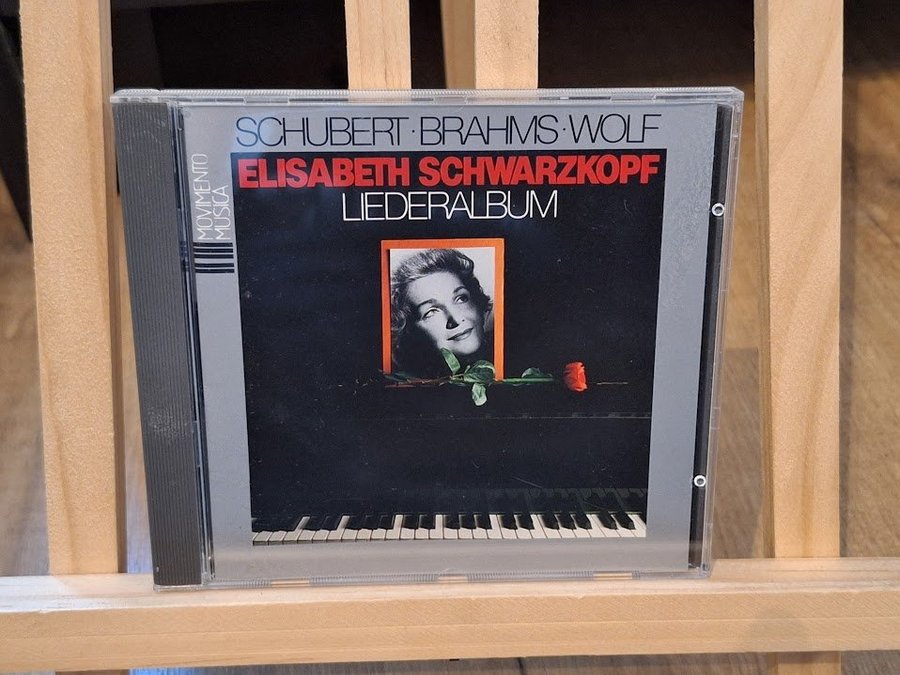 SCHUBERT·BRAHMS·WOLF
ELISABETH SCHWARZKOPF
LIEDERALBUM
MOVIMENTO
MUSICA